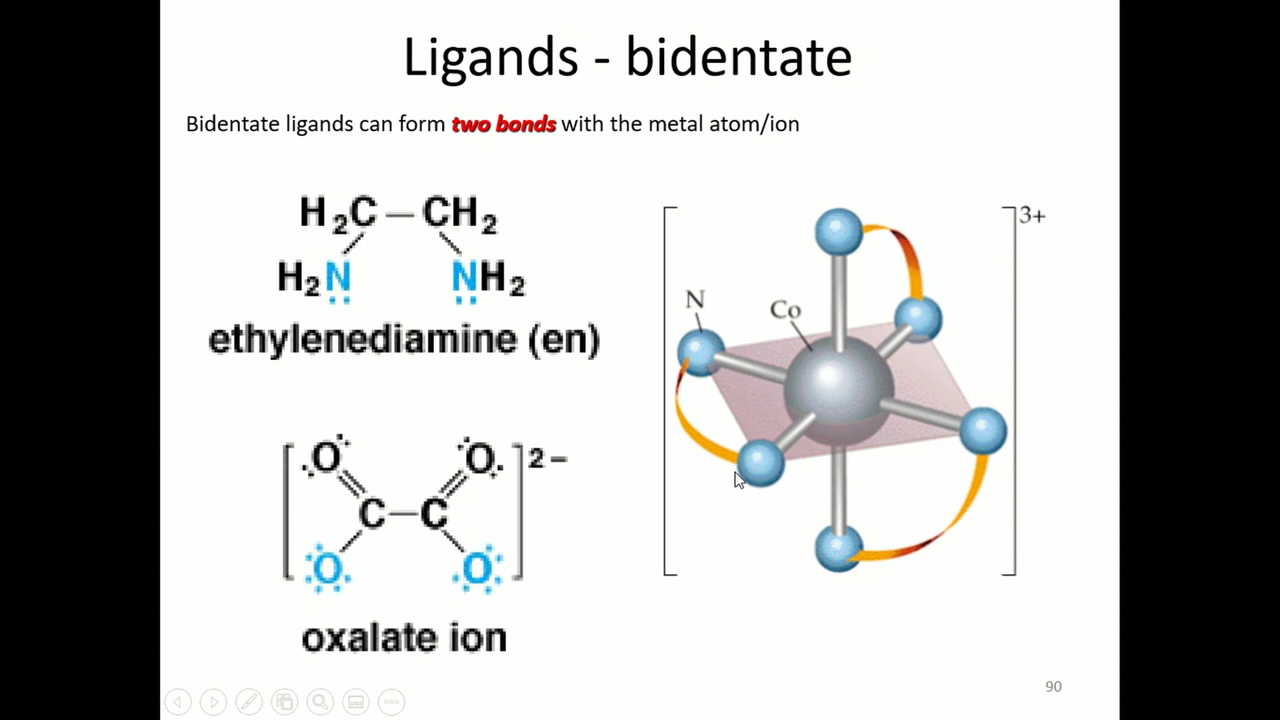 Ligands - bidentate
Bidentate ligands can form two bonds with the metal atom/ion
H₂C — CH₂
H₂N NH₂
ethylenediamine (en)
O O 2 −
C — C
O O
oxalate ion
3+
N
Co
90